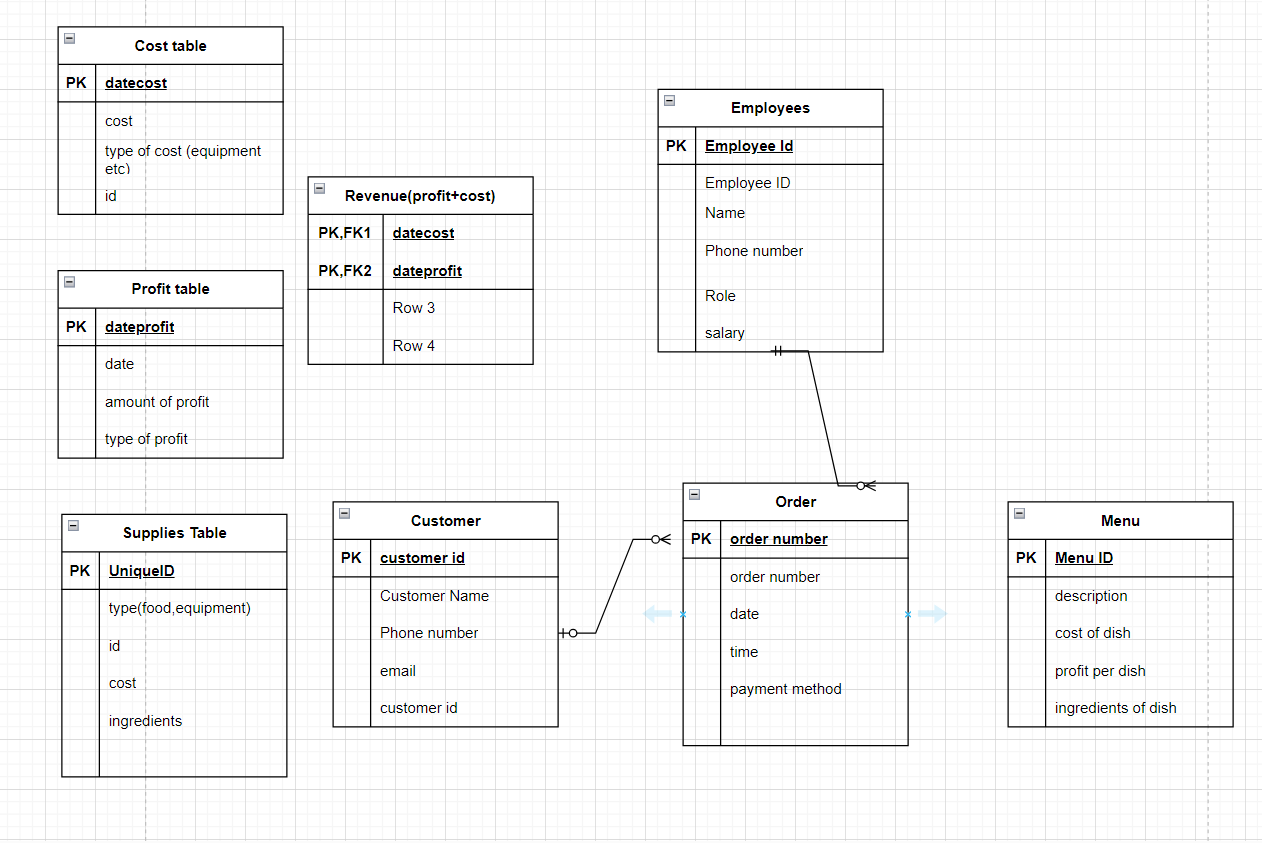 Cost table
PK datecost
cost
type of cost (equipment
etc)
id
Profit table
PK dateprofit
date
amount of profit
type of profit
Supplies Table
PK UniqueID
type(food,equipment)
id
cost
ingredients
Revenue(profit+cost)
PK,FK1 datecost
PK,FK2 dateprofit
Row 3
Row 4
Customer
PK customer id
Customer Name
Phone number
email
customer id
Employees
PK Employee Id
Employee ID
Name
Phone number
Role
salary
Order
PK order number
order number
date
time
payment method
Menu
PK Menu ID
description
cost of dish
profit per dish
ingredients of dish